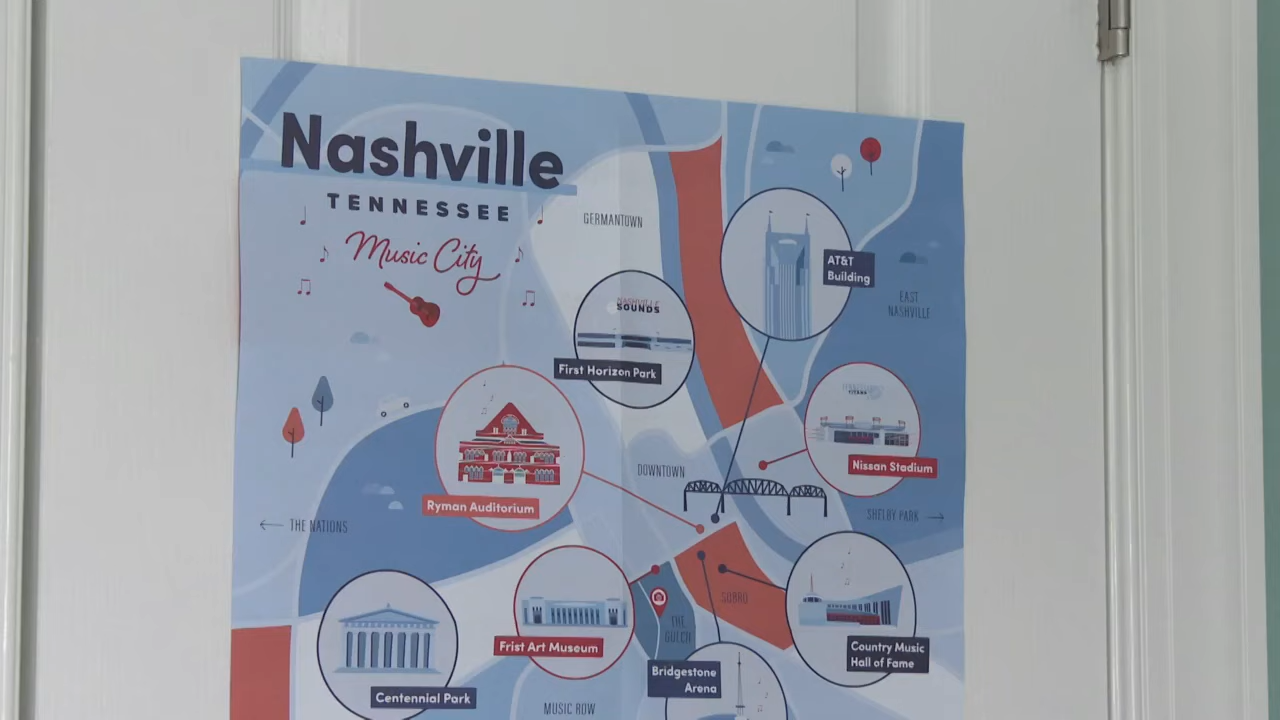 Nashville
TENNESSEE
Music City
GERMANTOWN
AT&T
Building
EAST
NASHVILLE
NASHVILLE
SOUNDS
First Horizon Park
TITANS
Nissan Stadium
DOWNTOWN
Ryman Auditorium
SHELBY PARK
THE NATIONS
SOBRO
THE
GULCH
Frist Art Museum
Country Music
Hall of Fame
Bridgestone
Arena
Centennial Park
MUSIC ROW